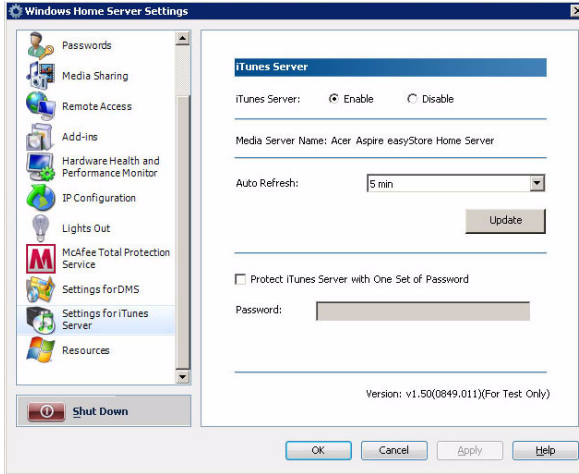 Windows Home Server Settings
Passwords
Media Sharing
Remote Access
Add-ins
Hardware Health and
Performance Monitor
IP Configuration
Lights Out
McAfee Total Protection
Service
Settings forDMS
Settings for iTunes
Server
Resources
Shut Down
iTunes Server
iTunes Server: Enable Disable
Media Server Name: Acer Aspire easyStore Home Server
Auto Refresh: 5 min
Update
Protect iTunes Server with One Set of Password
Password:
Version: v1.50(0849.011)(For Test Only)
OK Cancel Apply Help